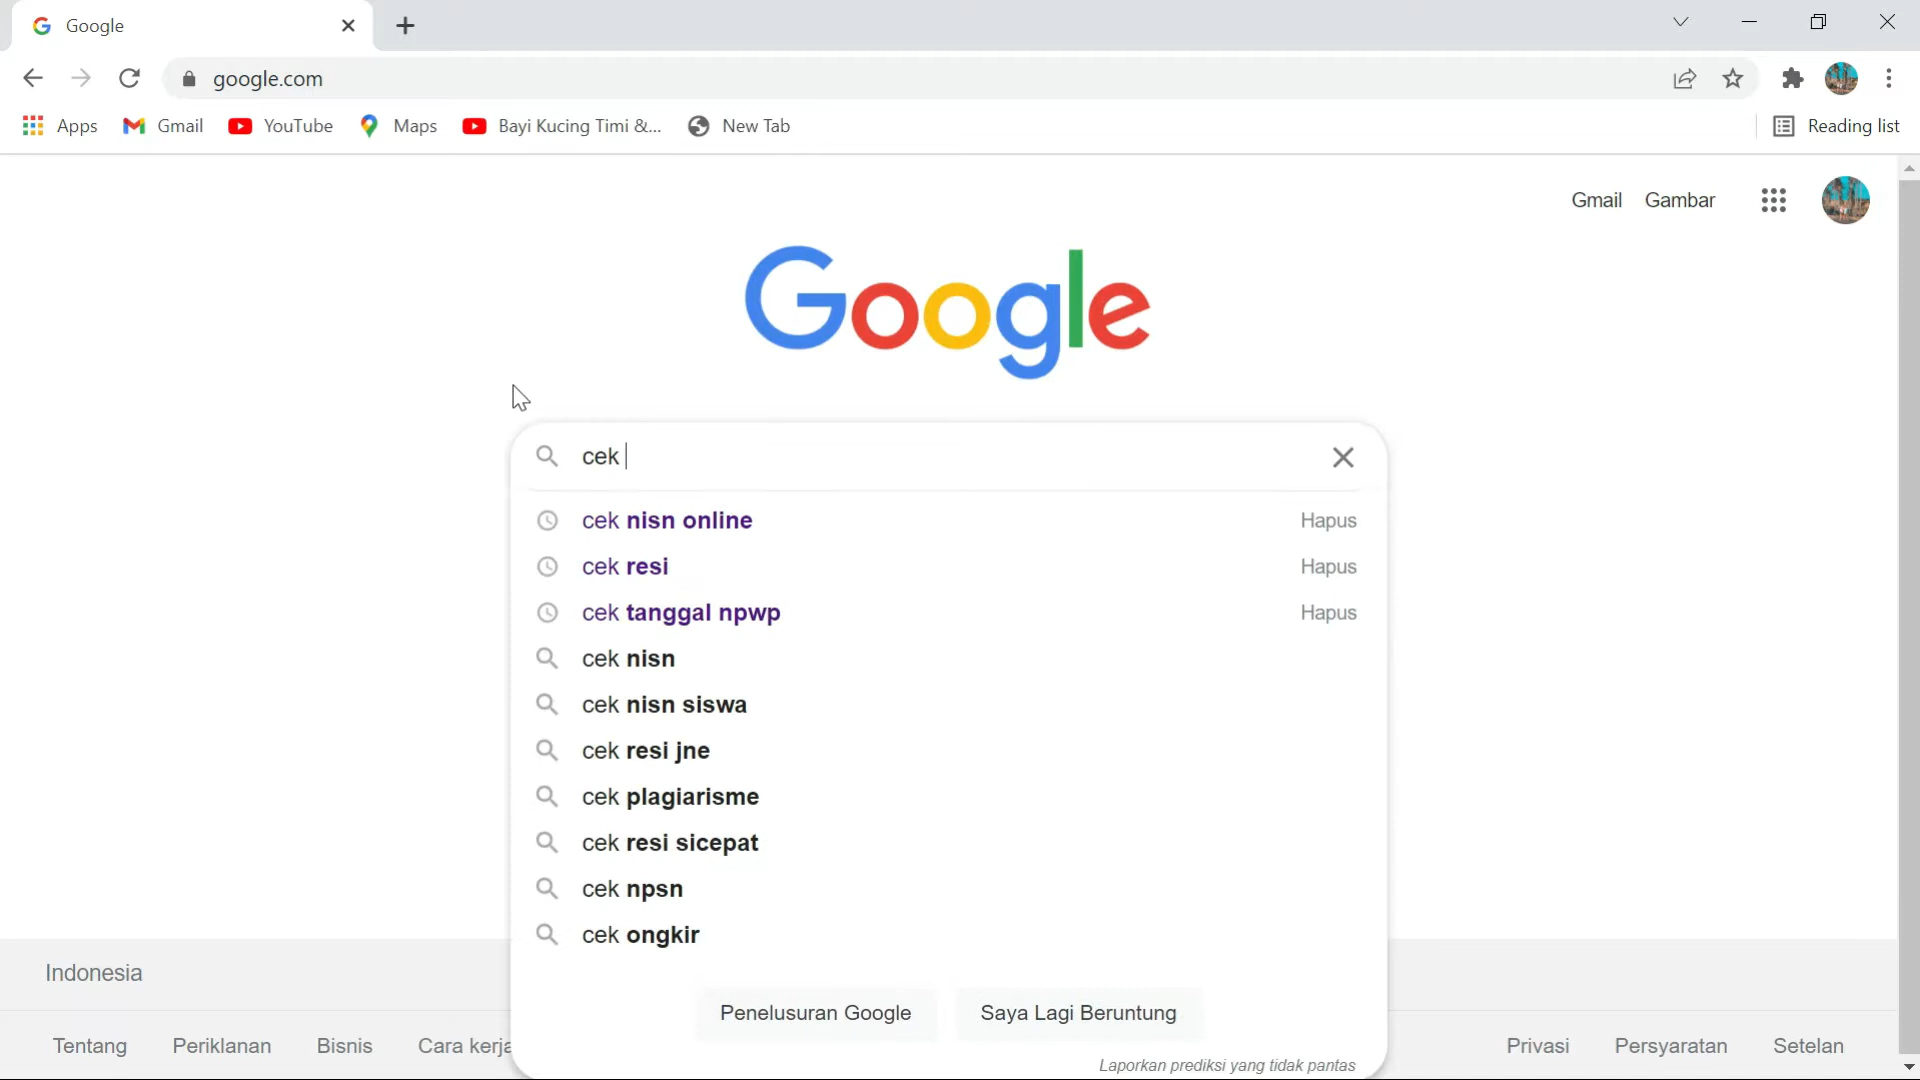 Google
google.com
Apps Gmail YouTube Maps Bayi Kucing Timi &... New Tab Reading list
Gmail Gambar
Google
cek
cek nisn online Hapus
cek resi Hapus
cek tanggal npwp Hapus
cek nisn
cek nisn siswa
cek resi jne
cek plagiarisme
cek resi sicepat
cek npsn
cek ongkir
Penelusuran Google Saya Lagi Beruntung
Laporkan prediksi yang tidak pantas
Indonesia
Tentang Periklanan Bisnis Cara kerja Privasi Persyaratan Setelan